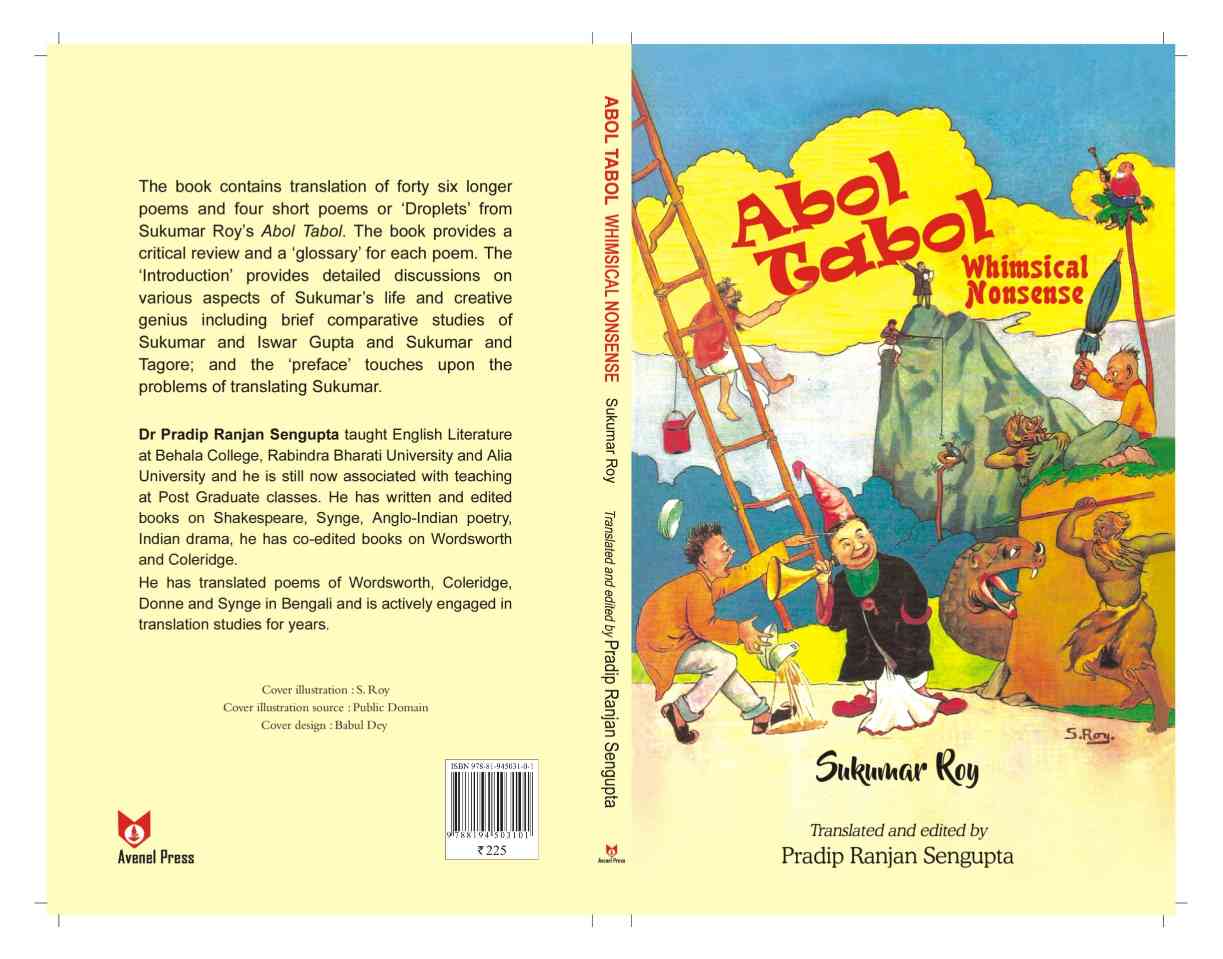 The book contains translation of forty six longer
poems and four short poems or ‘Droplets’ from
Sukumar Roy’s Abol Tabol. The book provides a
critical review and a ‘glossary’ for each poem. The
‘Introduction’ provides detailed discussions on
various aspects of Sukumar’s life and creative
genius including brief comparative studies of
Sukumar and Iswar Gupta and Sukumar and
Tagore; and the ‘preface’ touches upon the
problems of translating Sukumar.
Dr Pradip Ranjan Sengupta taught English Literature
at Behala College, Rabindra Bharati University and Alia
University and he is still now associated with teaching
at Post Graduate classes. He has written and edited
books on Shakespeare, Synge, Anglo-Indian poetry,
Indian drama, he has co-edited books on Wordsworth
and Coleridge.
He has translated poems of Wordsworth, Coleridge,
Donne and Synge in Bengali and is actively engaged in
translation studies for years.
Cover illustration : S. Roy
Cover illustration source : Public Domain
Cover design : Babul Dey
ISBN 978-81-945031-0-1
9 788194 503101
₹ 225
Avenel Press
ABOL TABOL WHIMSICAL NONSENSE Sukumar Roy Translated and edited by Pradip Ranjan Sengupta
Avenel Press
Abol
Tabol
Whimsical
Nonsense
S.Roy.
Sukumar Roy
Translated and edited by
Pradip Ranjan Sengupta